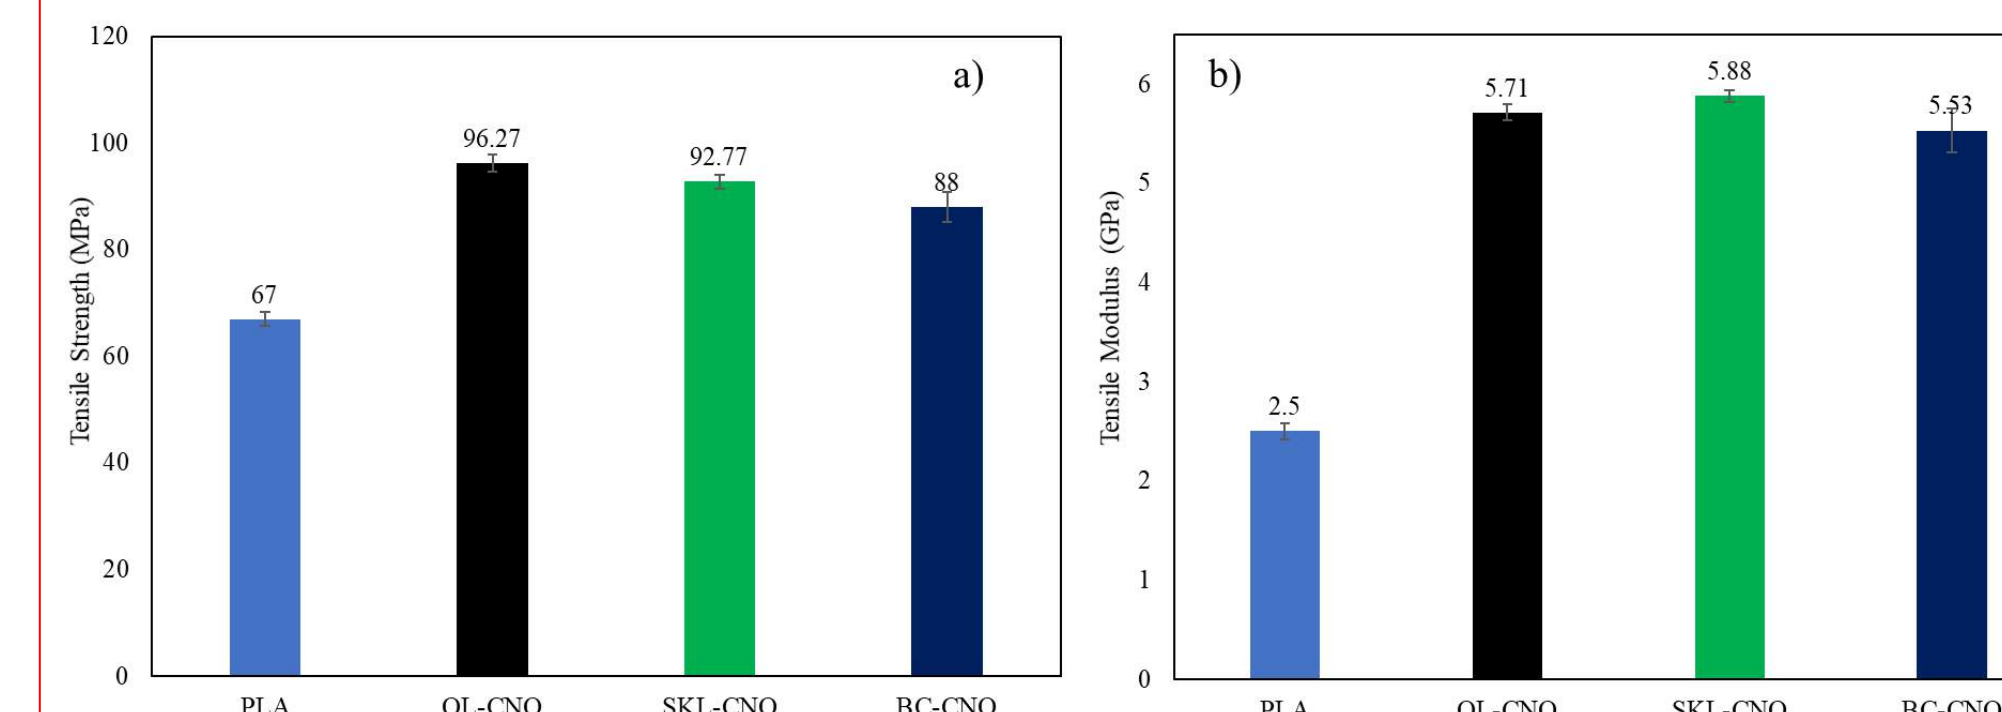 120
100
80
60
40
20
0
Tensile Strength (MPa)
a)
67
96.27
92.77
88
PLA
OL-CNO
SKL-CNO
BC-CNO
6
5
4
3
2
1
0
Tensile Modulus (GPa)
b)
2.5
5.71
5.88
5.53
PLA
OL-CNO
SKL-CNO
BC-CNO